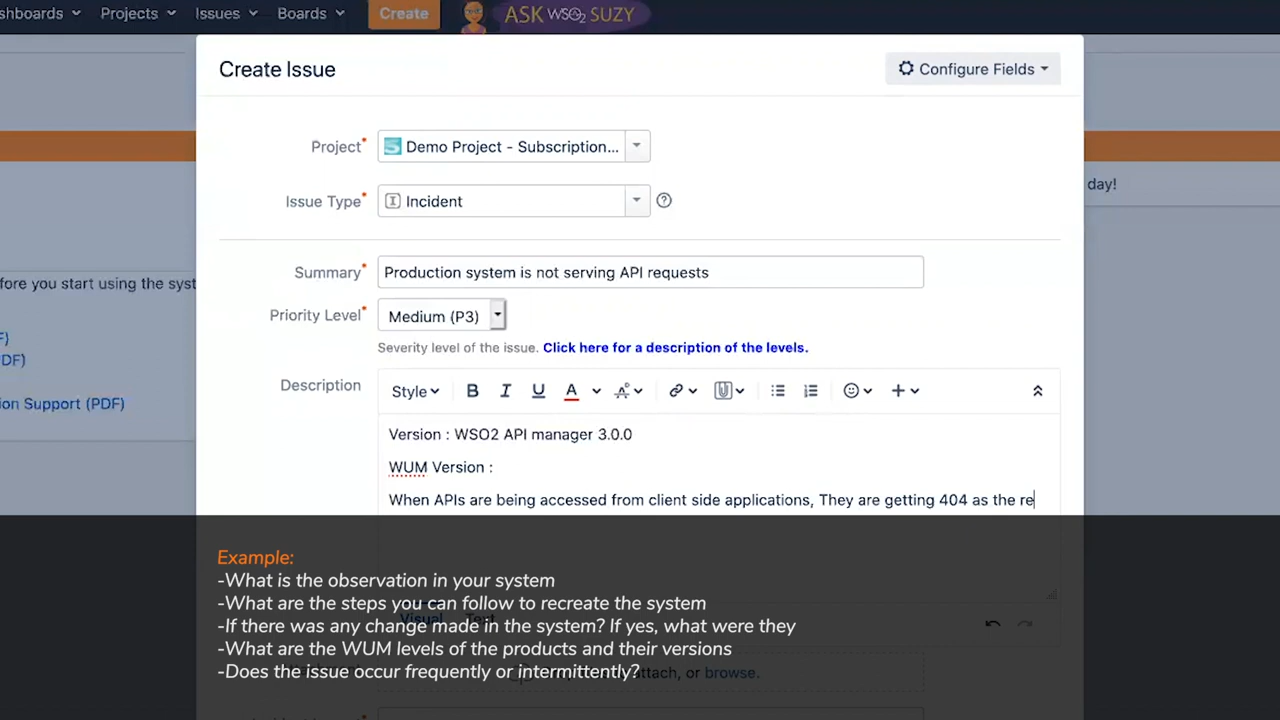 shboards Projects Issues Boards Create ASK WSO2 SUZY
Create Issue
Configure Fields
Project* Demo Project - Subscription...
day!
Issue Type* Incident
Summary* Production system is not serving API requests
fore you start using the syst
Priority Level* Medium (P3)
F)
Severity level of the issue. Click here for a description of the levels.
PDF)
Description
Style B I U A
ion Support (PDF)
Version : WSO2 API manager 3.0.0
WUM Version :
When APIs are being accessed from client side applications, They are getting 404 as the re
Example:
-What is the observation in your system
-What are the steps you can follow to recreate the system
Visual Text
-If there was any change made in the system? If yes, what were they
-What are the WUM levels of the products and their versions
-Does the issue occur frequently or intermittently?
attach, or browse.